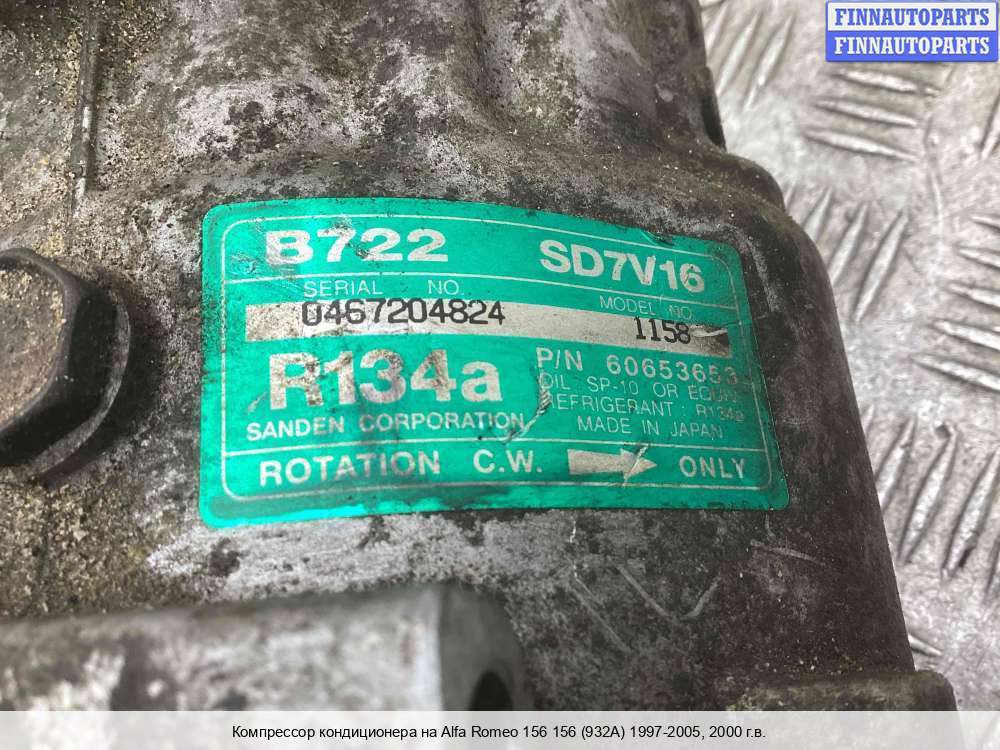 FINNAUTOPARTS
FINNAUTOPARTS
B722 SD7V16
SERIAL NO. MODEL NO.
0467204824 1158
R134a P/N 60653653
OIL SP-10 OR EQUIV
REFRIGERANT : R134a
SANDEN CORPORATION MADE IN JAPAN
ROTATION C.W. ONLY
Компрессор кондиционера на Alfa Romeo 156 156 (932A) 1997-2005, 2000 г.в.